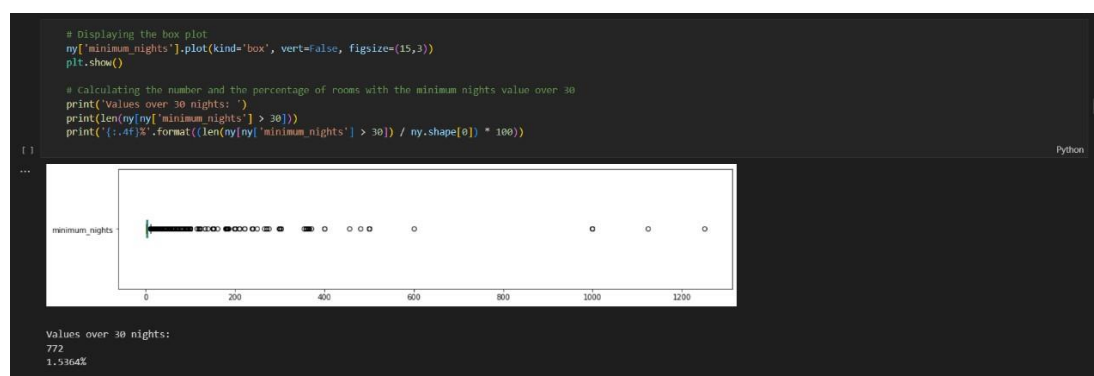 # Displaying the box plot
ny['minimum_nights'].plot(kind='box', vert=False, figsize=(15,3))
plt.show()
# Calculating the number and the percentage of rooms with the minimum nights value over 30
print('Values over 30 nights: ')
print(len(ny[ny['minimum_nights'] > 30]))
print('{:.4f}%'.format((len(ny[ny['minimum_nights'] > 30]) / ny.shape[0]) * 100))
[ ]
Python
...
minimum_nights
0 200 400 600 800 1000 1200
Values over 30 nights:
772
1.5364%